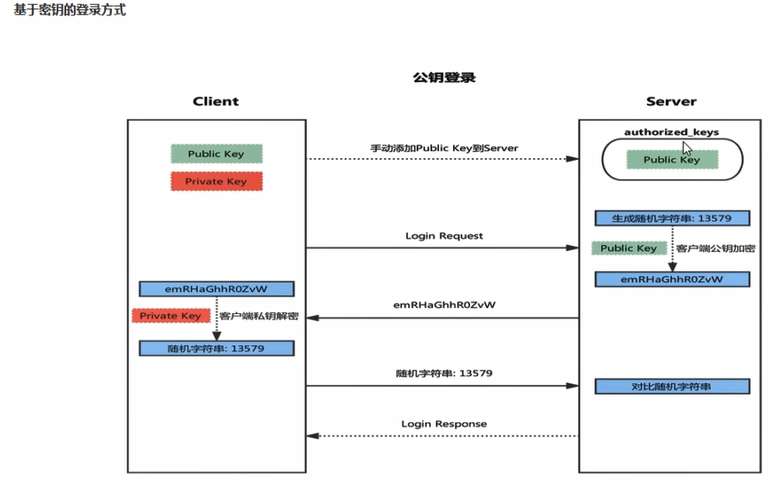 基于密钥的登录方式
公钥登录
Client
Server
authorized_keys
Public Key
手动添加Public Key到Server
Public Key
Private Key
生成随机字符串: 13579
Login Request
Public Key
客户端公钥加密
emRHaGhhR0ZvW
emRHaGhhR0ZvW
emRHaGhhR0ZvW
Private Key
客户端私钥解密
随机字符串: 13579
随机字符串: 13579
对比随机字符串
Login Response